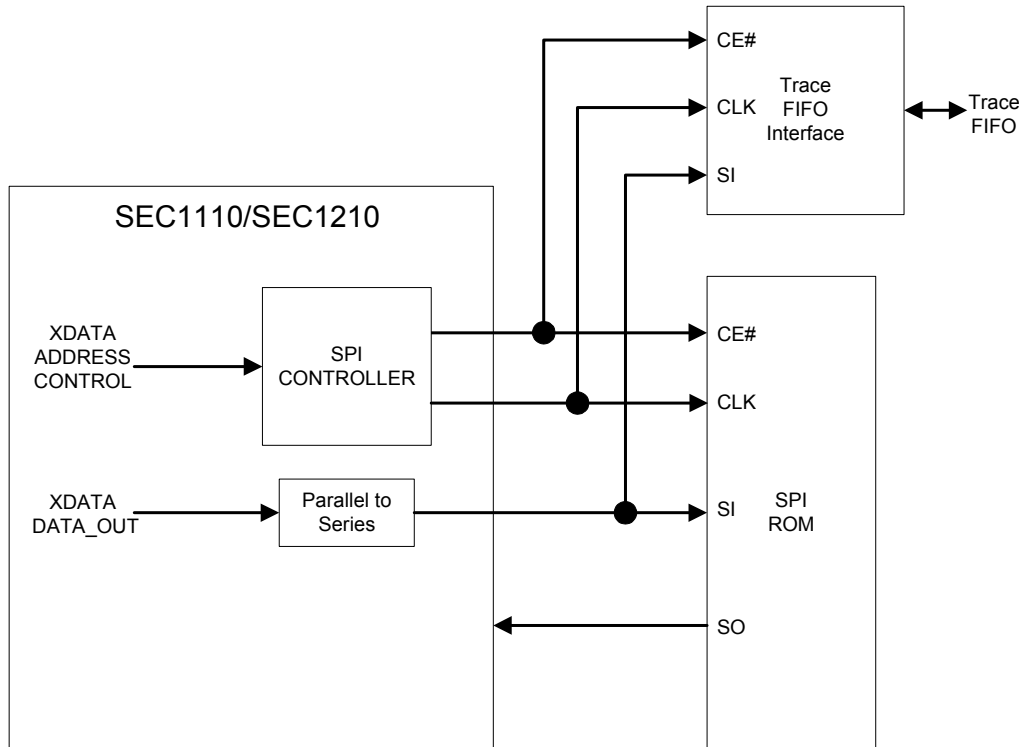 CE#
CLK
SI
Trace
FIFO
Interface
Trace
FIFO
SEC1110/SEC1210
XDATA
ADDRESS
CONTROL
SPI
CONTROLLER
XDATA
DATA_OUT
Parallel to
Series
CE#
CLK
SI
SO
SPI
ROM